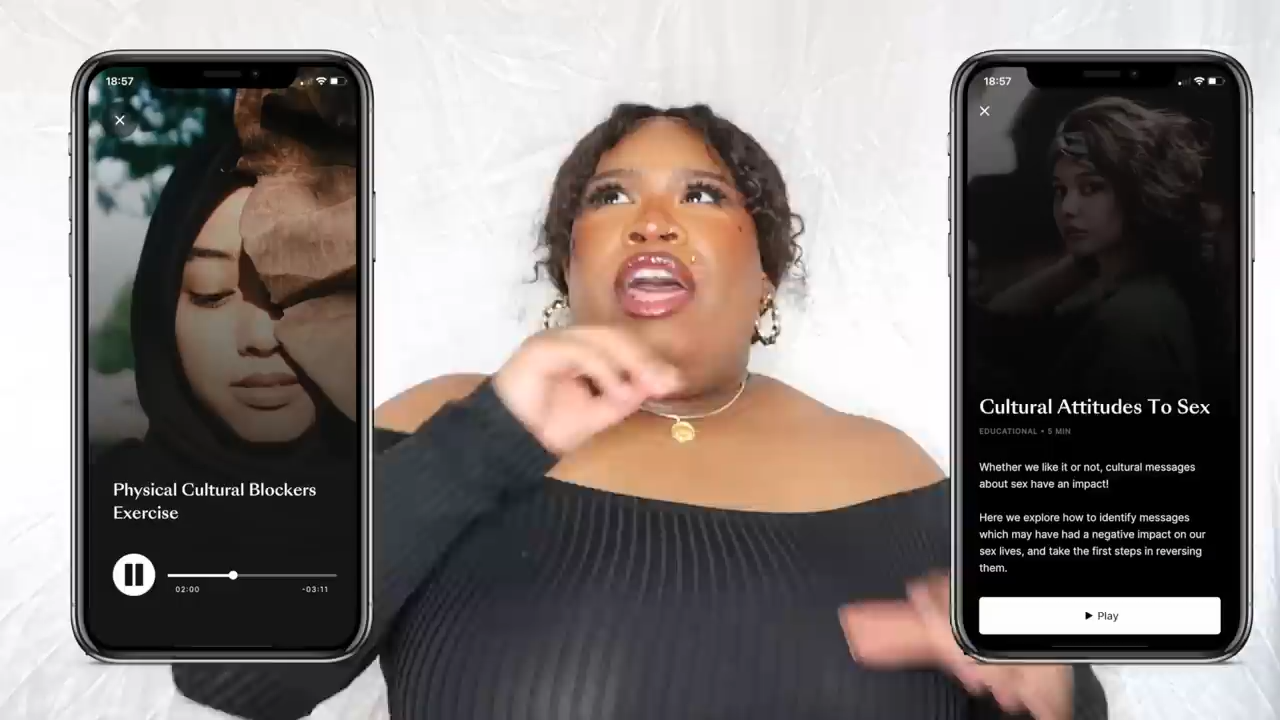 18:57
Physical Cultural Blockers
Exercise
02:00
-03:11
18:57
Cultural Attitudes To Sex
EDUCATIONAL • 5 MIN
Whether we like it or not, cultural messages
about sex have an impact!
Here we explore how to identify messages
which may have had a negative impact on our
sex lives, and take the first steps in reversing
them.
Play